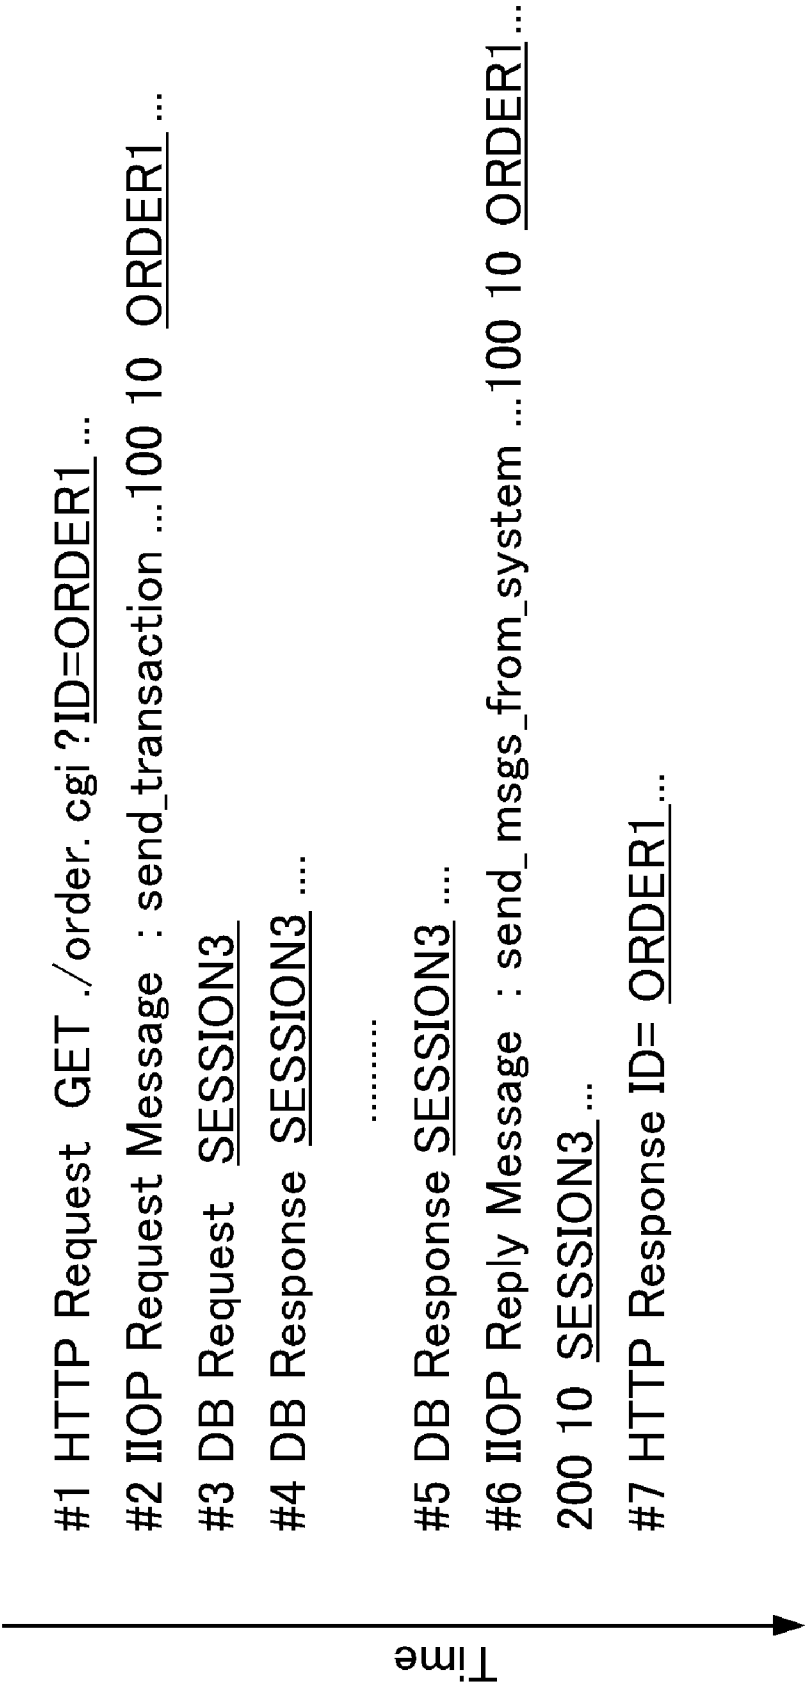 #1 HTTP Request GET ./order. cgi ?ID=ORDER1 ...
#2 IIOP Request Message : send_transaction ...100 10 ORDER1 ...
#3 DB Request SESSION3
#4 DB Response SESSION3 ....
..........
#5 DB Response SESSION3 ....
#6 IIOP Reply Message : send_msgs_from_system ...100 10 ORDER1...
200 10 SESSION3 ...
#7 HTTP Response ID= ORDER1 ...
Time